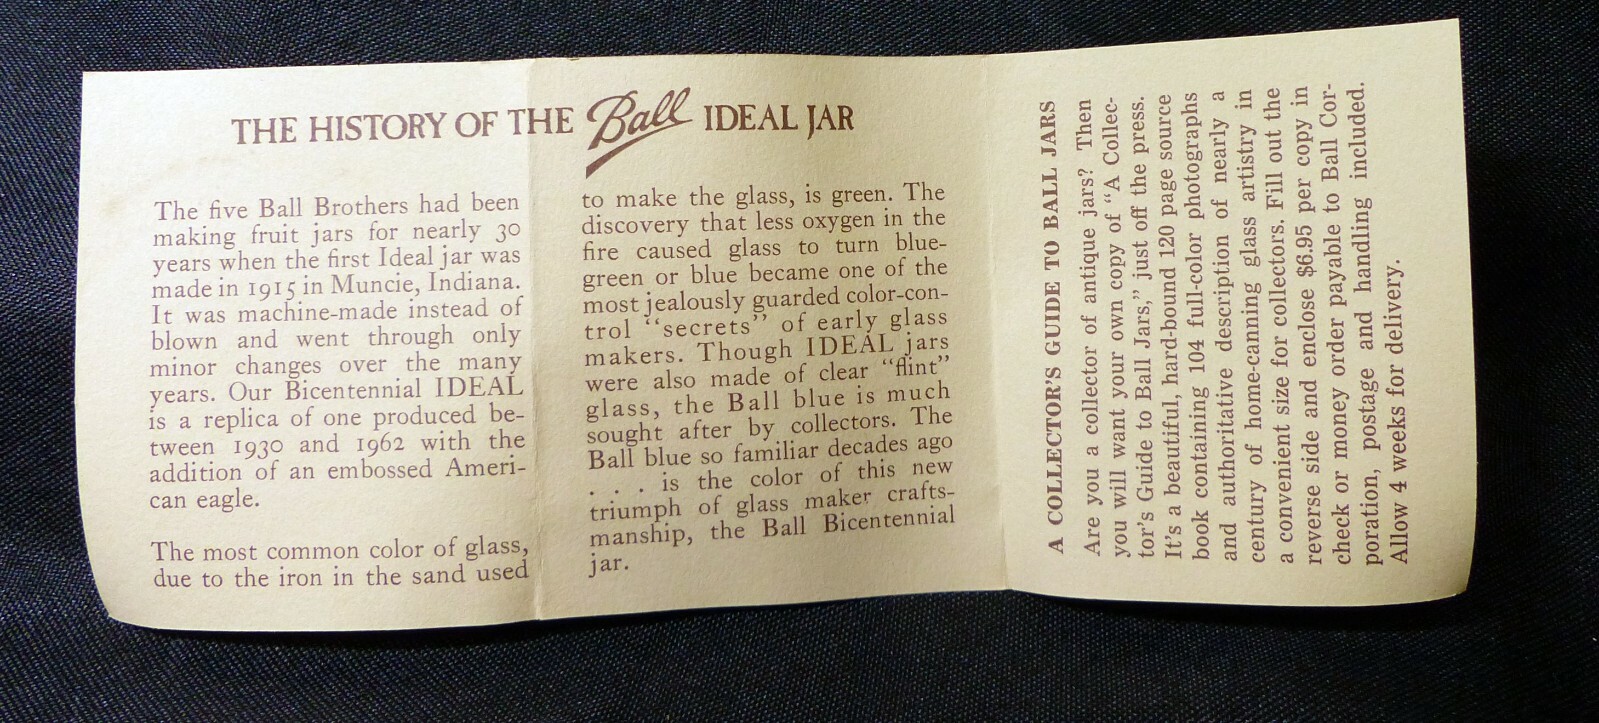 THE HISTORY OF THE Ball IDEAL JAR
The five Ball Brothers had been
making fruit jars for nearly 30
years when the first Ideal jar was
made in 1915 in Muncie, Indiana.
It was machine-made instead of
blown and went through only
minor changes over the many
years. Our Bicentennial IDEAL
is a replica of one produced be-
tween 1930 and 1962 with the
addition of an embossed Ameri-
can eagle.
The most common color of glass,
due to the iron in the sand used
to make the glass, is green. The
discovery that less oxygen in the
fire caused glass to turn blue-
green or blue became one of the
most jealously guarded color-con-
trol "secrets" of early glass
makers. Though IDEAL jars
were also made of clear "flint"
glass, the Ball blue is much
sought after by collectors. The
Ball blue so familiar decades ago
. . . is the color of this new
triumph of glass maker crafts-
manship, the Ball Bicentennial
jar.
A COLLECTOR'S GUIDE TO BALL JARS
Are you a collector of antique jars? Then
you will want your own copy of "A Collec-
tor's Guide to Ball Jars," just off the press.
It's a beautiful, hard-bound 120 page source
book containing 104 full-color photographs
and authoritative description of nearly a
century of home-canning glass artistry in
a convenient size for collectors. Fill out the
reverse side and enclose $6.95 per copy in
check or money order payable to Ball Cor-
poration, postage and handling included.
Allow 4 weeks for delivery.